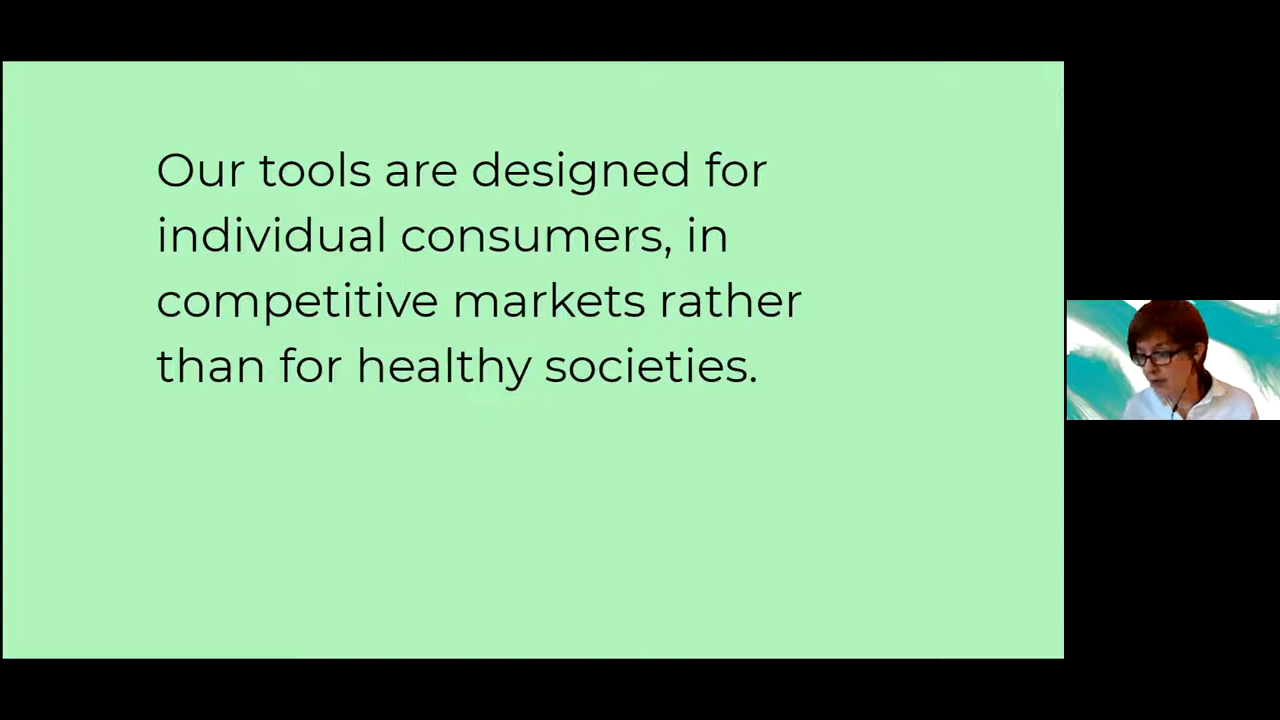 Our tools are designed for
individual consumers, in
competitive markets rather
than for healthy societies.